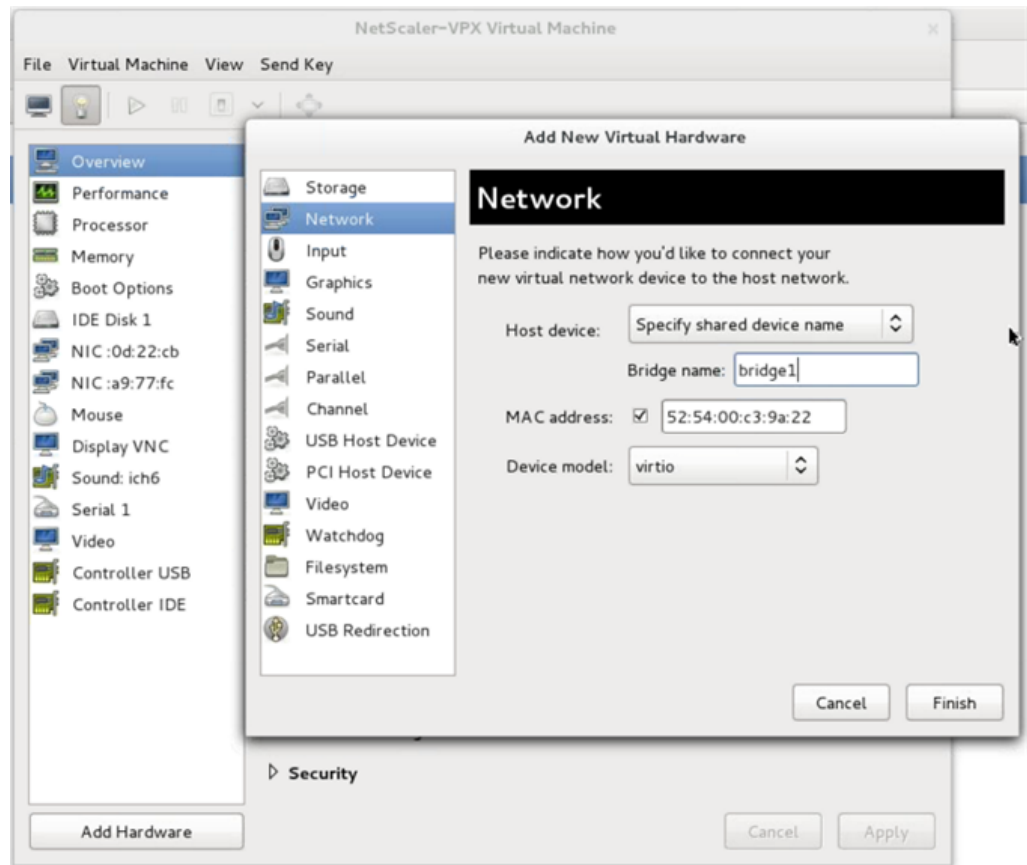 NetScaler-VPX Virtual Machine
File Virtual Machine View Send Key
Overview
Performance
Processor
Memory
Boot Options
IDE Disk 1
NIC :0d:22:cb
NIC :a9:77:fc
Mouse
Display VNC
Sound: ich6
Serial 1
Video
Controller USB
Controller IDE
Add Hardware
Add New Virtual Hardware
Storage
Network
Input
Graphics
Sound
Serial
Parallel
Channel
USB Host Device
PCI Host Device
Video
Watchdog
Filesystem
Smartcard
USB Redirection
Network
Please indicate how you'd like to connect your
new virtual network device to the host network.
Host device: Specify shared device name
Bridge name: bridge1
MAC address: 52:54:00:c3:9a:22
Device model: virtio
Cancel Finish
Security
Cancel Apply